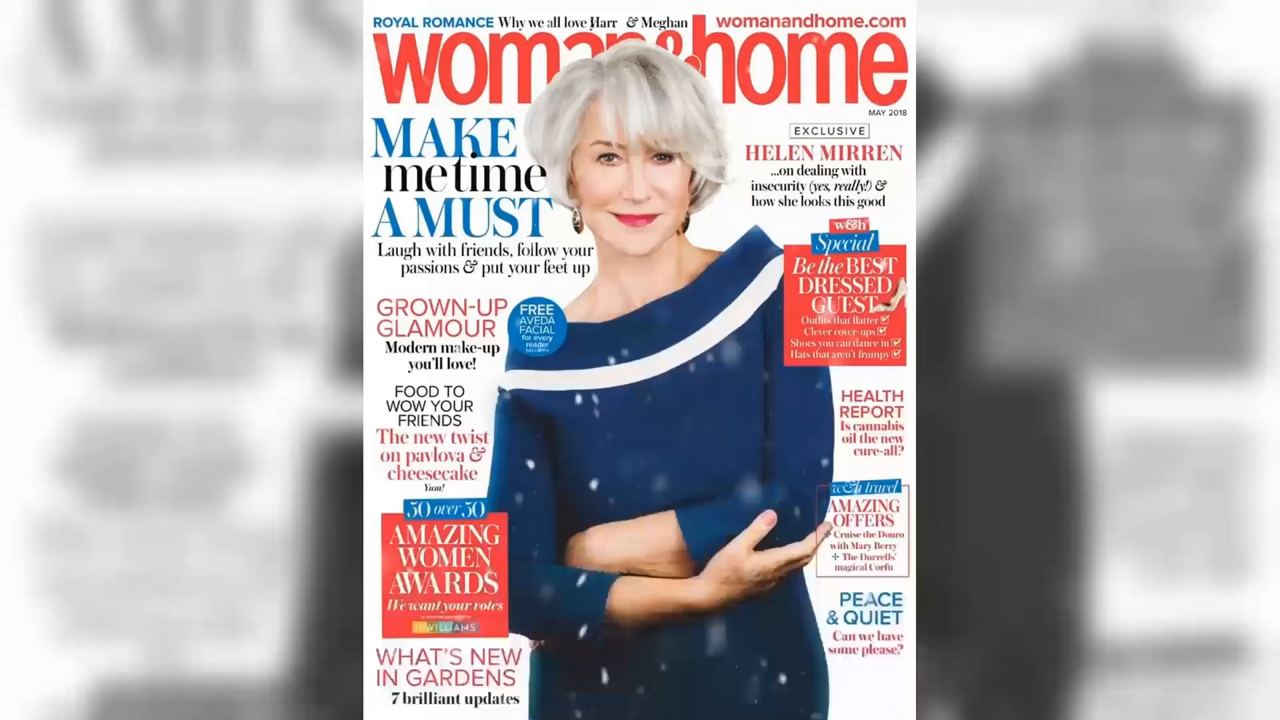 ROYAL ROMANCE Why we all love Harr & Meghan
womanandhome.com
woman&home
MAY 2018
MAKE
me time
A MUST
Laugh with friends, follow your
passions & put your feet up
EXCLUSIVE
HELEN MIRREN
...on dealing with
insecurity (yes, really!) &
how she looks this good
w&h
Special
Be the BEST
DRESSED
GUEST
Outfits that flatter
Clever cover-ups
Shoes you can dance in
Hats that aren't frumpy
GROWN-UP
GLAMOUR
Modern make-up
you'll love!
FREE
AVEDA
FACIAL
for every
reader
FOOD TO
WOW YOUR
FRIENDS
The new twist
on pavlova &
cheesecake
Yum!
HEALTH
REPORT
Is cannabis
oil the new
cure-all?
50 over 50
AMAZING
WOMEN
AWARDS
We want your votes
WILLIAMS
w&h travel
AMAZING
OFFERS
+ Cruise the Douro
with Mary Berry
+ The Durrells'
magical Corfu
PEACE
& QUIET
Can we have
some please?
WHAT'S NEW
IN GARDENS
7 brilliant updates